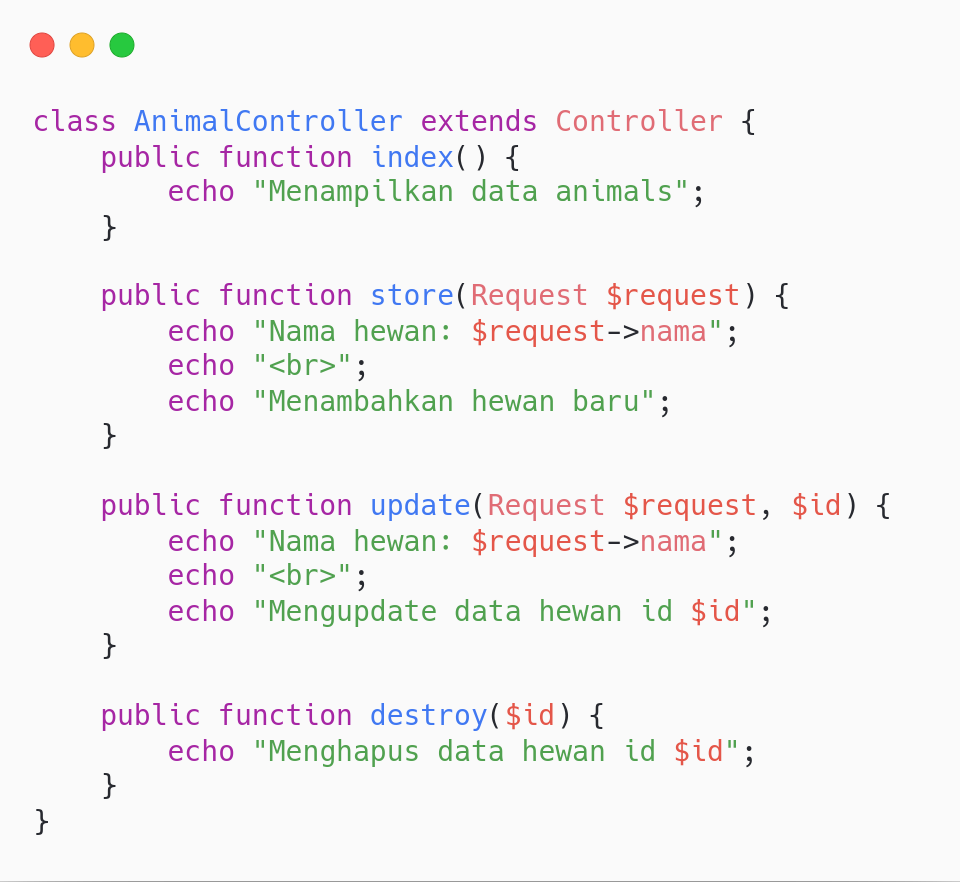 class AnimalController extends Controller {
    public function index() {
        echo "Menampilkan data animals";
    }

    public function store(Request $request) {
        echo "Nama hewan: $request->nama";
        echo "<br>";
        echo "Menambahkan hewan baru";
    }

    public function update(Request $request, $id) {
        echo "Nama hewan: $request->nama";
        echo "<br>";
        echo "Mengupdate data hewan id $id";
    }

    public function destroy($id) {
        echo "Menghapus data hewan id $id";
    }
}